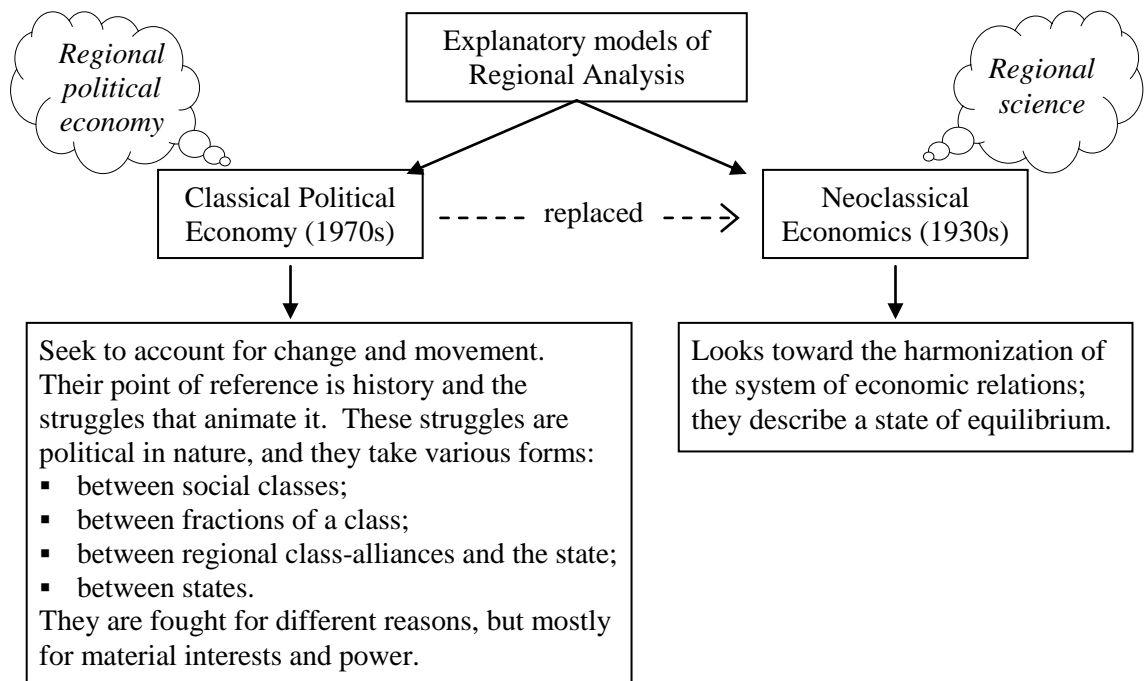 Regional
political
economy
Explanatory models of
Regional Analysis
Regional
science
Classical Political
Economy (1970s)
replaced
Neoclassical
Economics (1930s)
Seek to account for change and movement.
Their point of reference is history and the
struggles that animate it.  These struggles are
political in nature, and they take various forms:
▪ between social classes;
▪ between fractions of a class;
▪ between regional class-alliances and the state;
▪ between states.
They are fought for different reasons, but mostly
for material interests and power.
Looks toward the harmonization of
the system of economic relations;
they describe a state of equilibrium.